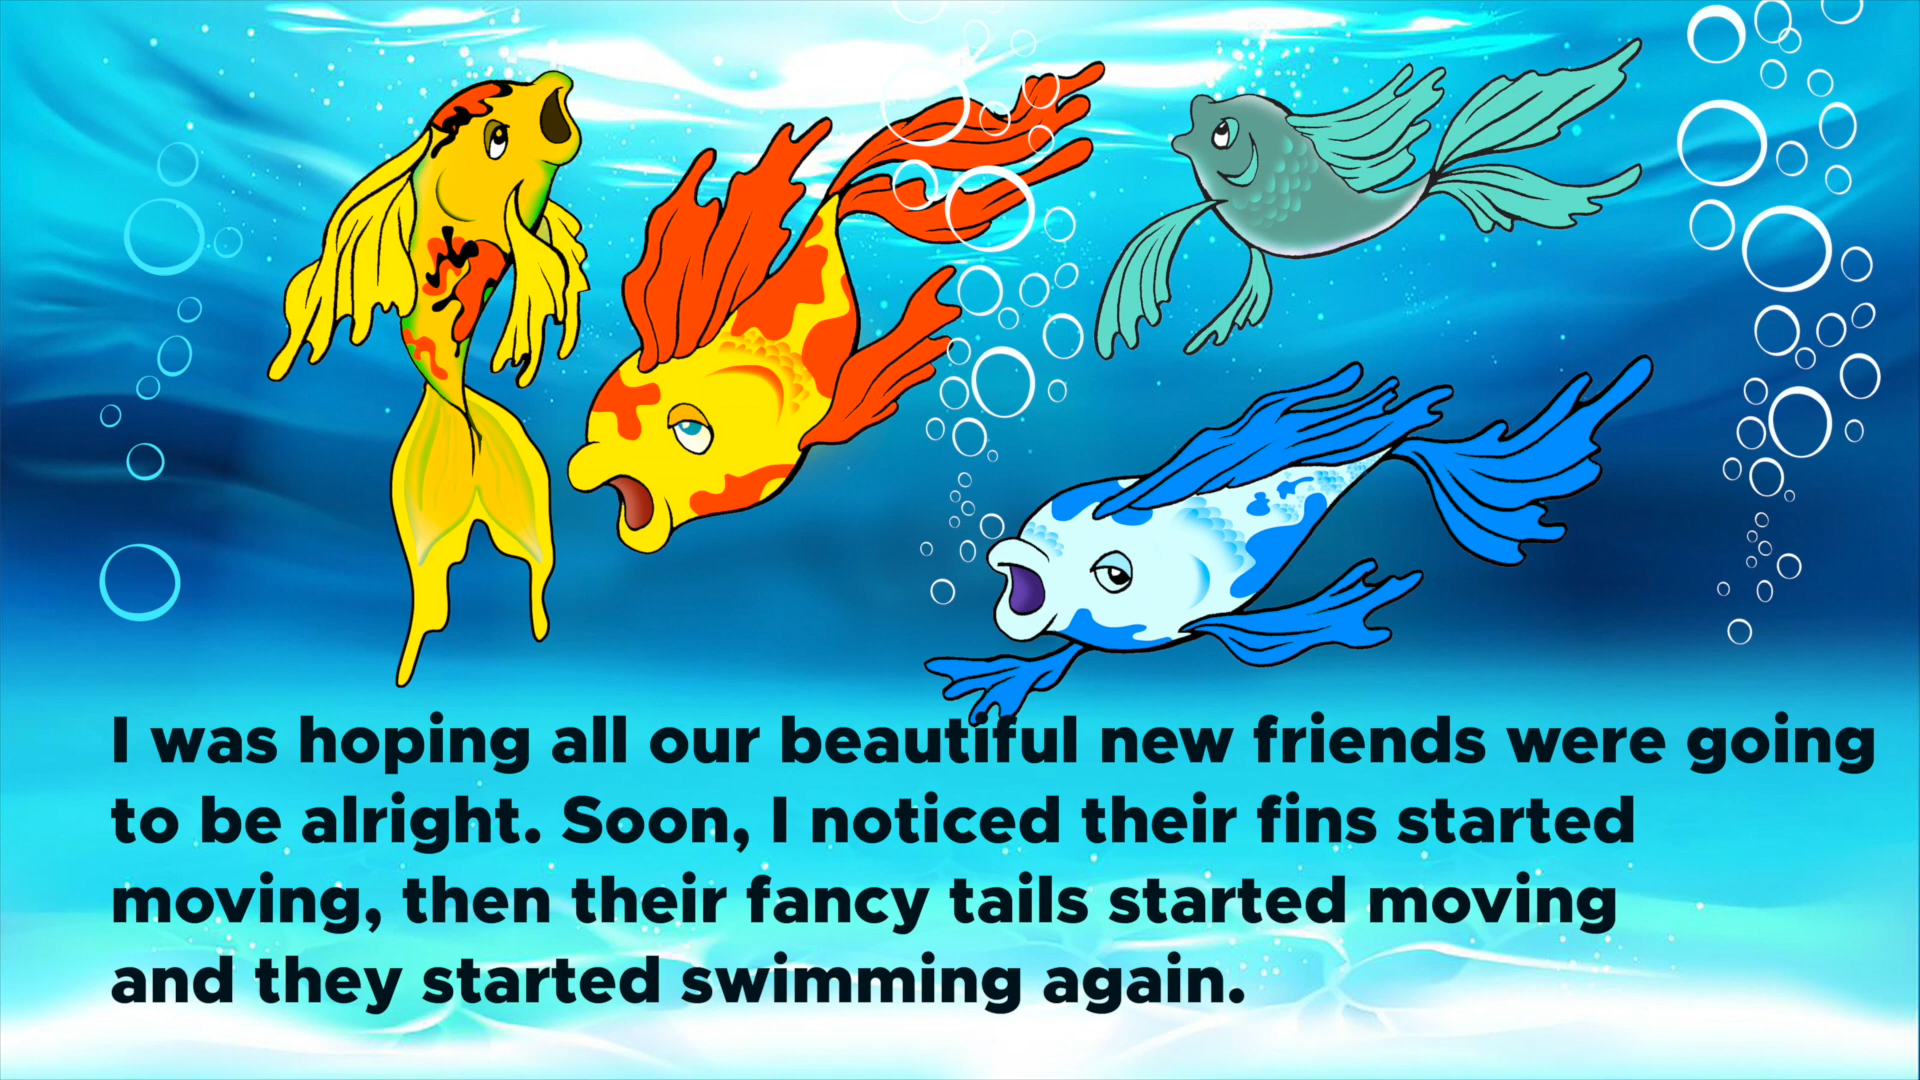 I was hoping all our beautiful new friends were going
to be alright. Soon, I noticed their fins started
moving, then their fancy tails started moving
and they started swimming again.